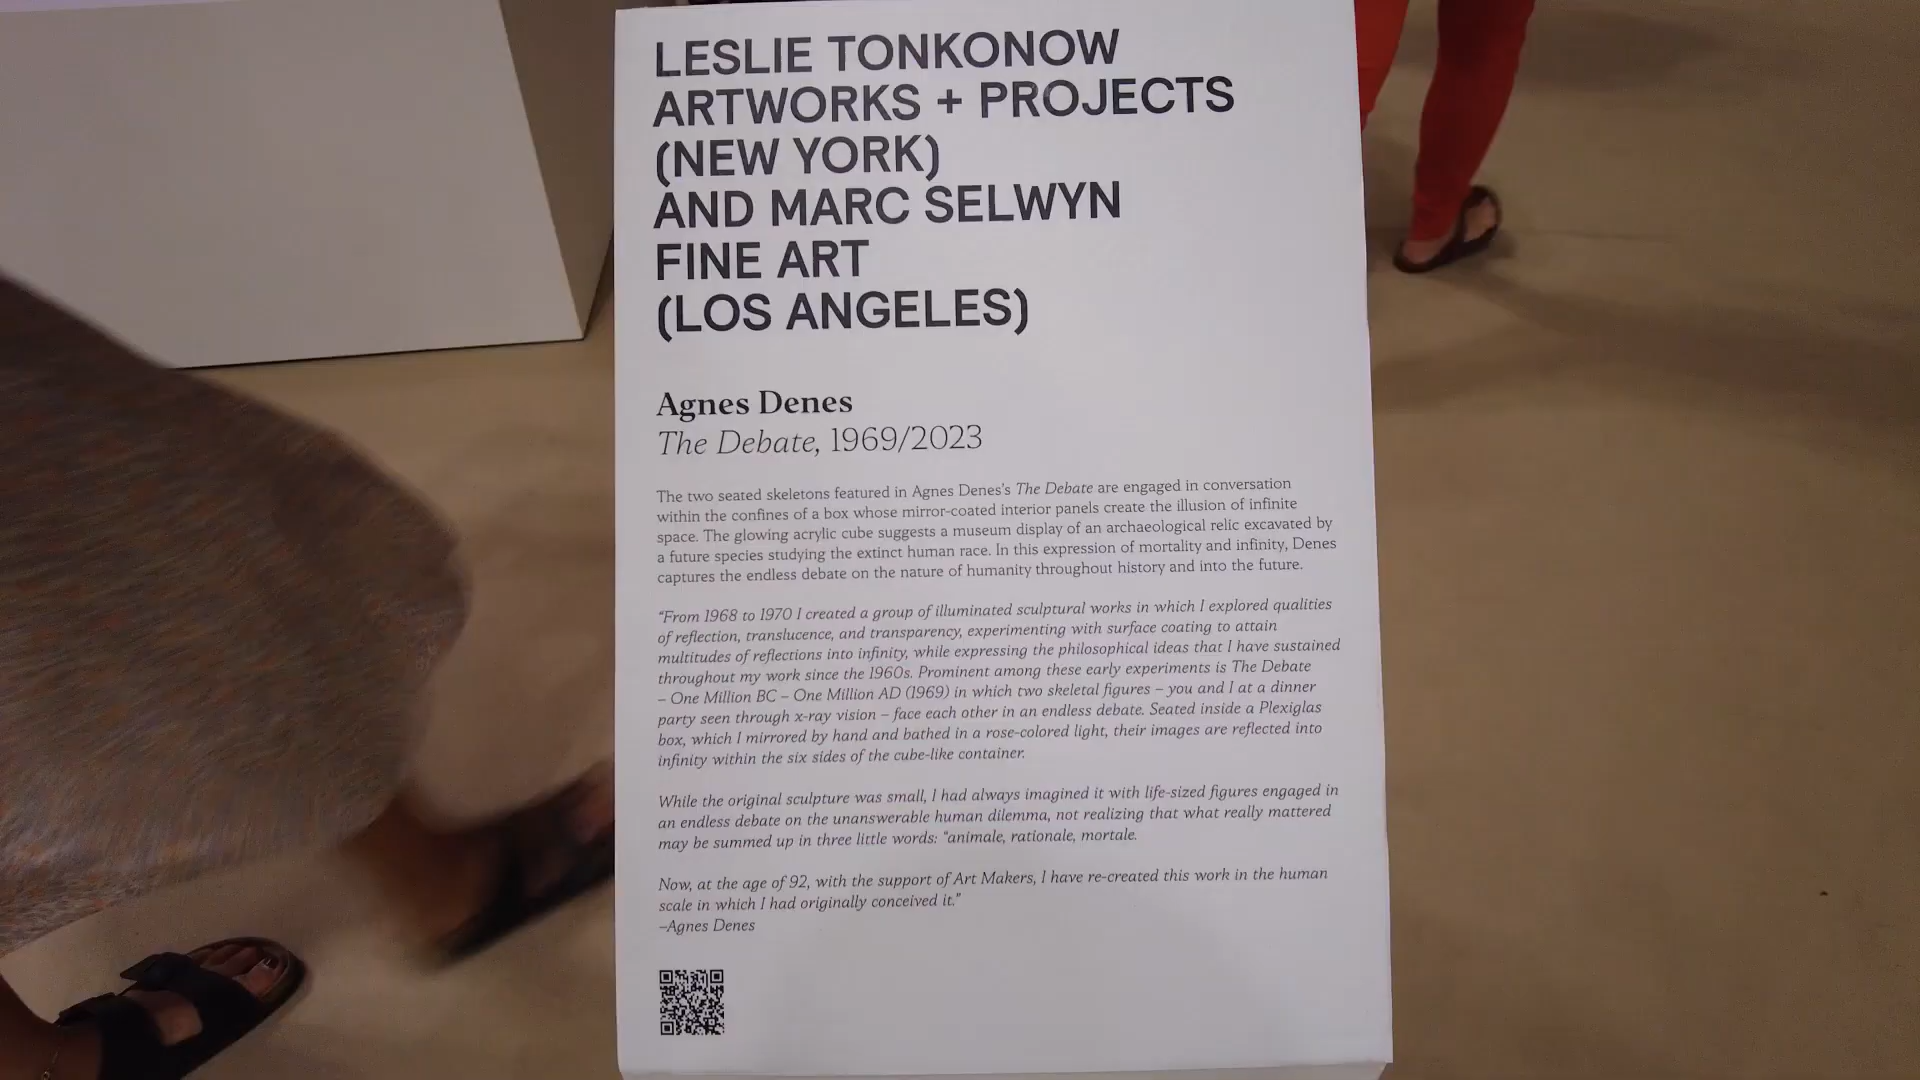 LESLIE TONKONOW
ARTWORKS + PROJECTS
(NEW YORK)
AND MARC SELWYN
FINE ART
(LOS ANGELES)
Agnes Denes
The Debate, 1969/2023
The two seated skeletons featured in Agnes Denes's The Debate are engaged in conversation
within the confines of a box whose mirror-coated interior panels create the illusion of infinite
space. The glowing acrylic cube suggests a museum display of an archaeological relic excavated by
a future species studying the extinct human race. In this expression of mortality and infinity, Denes
captures the endless debate on the nature of humanity throughout history and into the future.
"From 1968 to 1970 I created a group of illuminated sculptural works in which I explored qualities
of reflection, translucence, and transparency, experimenting with surface coating to attain
multitudes of reflections into infinity, while expressing the philosophical ideas that I have sustained
throughout my work since the 1960s. Prominent among these early experiments is The Debate
– One Million BC – One Million AD (1969) in which two skeletal figures – you and I at a dinner
party seen through x-ray vision – face each other in an endless debate. Seated inside a Plexiglas
box, which I mirrored by hand and bathed in a rose-colored light, their images are reflected into
infinity within the six sides of the cube-like container.
While the original sculpture was small, I had always imagined it with life-sized figures engaged in
an endless debate on the unanswerable human dilemma, not realizing that what really mattered
may be summed up in three little words: "animale, rationale, mortale.
Now, at the age of 92, with the support of Art Makers, I have re-created this work in the human
scale in which I had originally conceived it."
–Agnes Denes